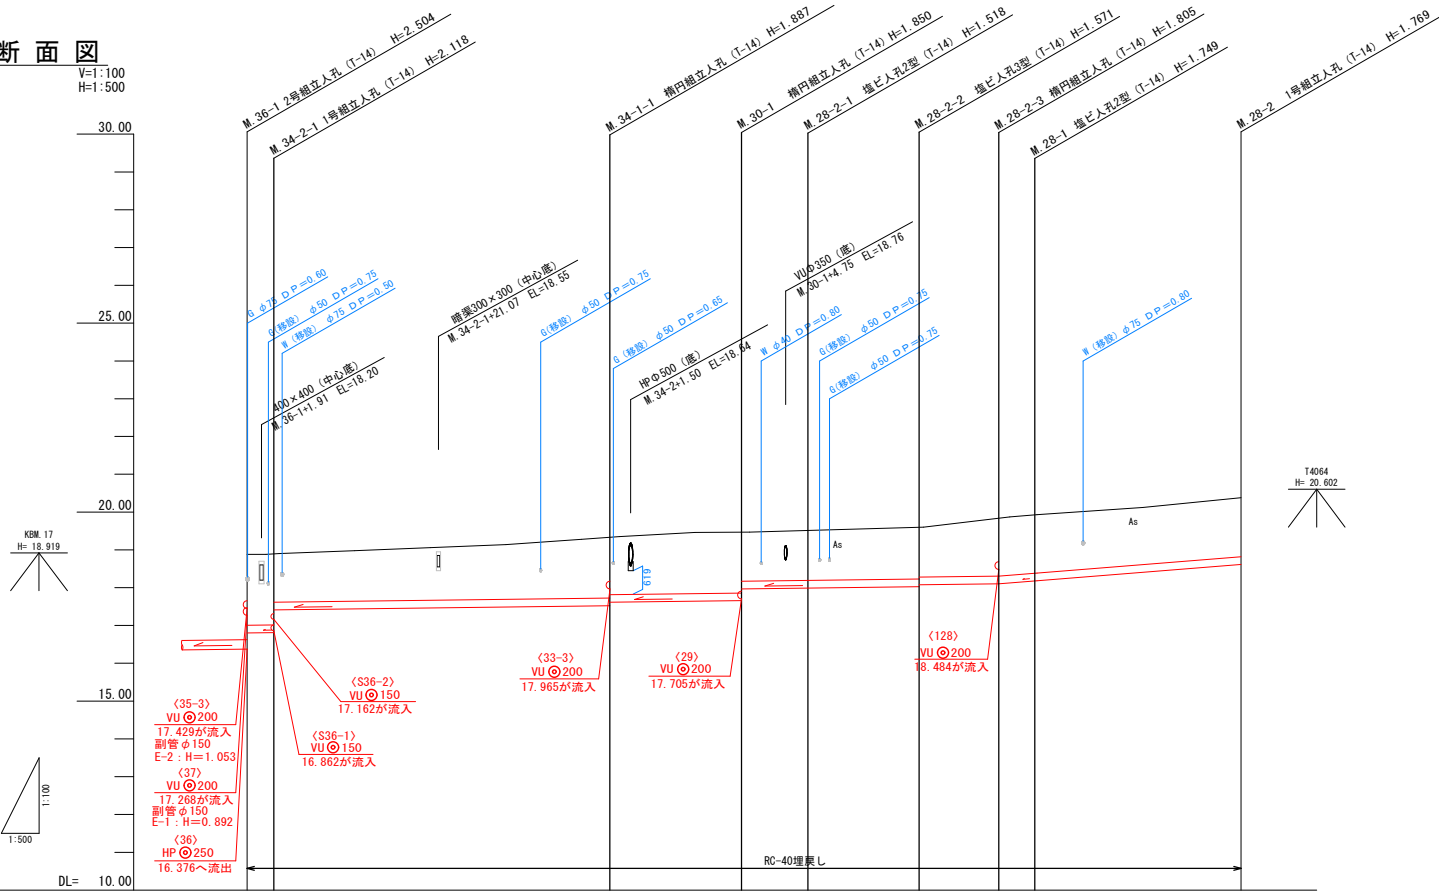 断面図
V=1:100
H=1:500
M.36-1 2号組立人孔 (T-14) H=2.504
M.34-2-1 1号組立人孔 (T-14) H=2.118
M.34-1-1 楕円組立人孔 (T-14) H=1.887
M.30-1 楕円組立人孔 (T-14) H=1.850
M.28-2-1 塩ビ人孔2型 (T-14) H=1.518
M.28-2-2 塩ビ人孔3型 (T-14) H=1.571
M.28-2-3 楕円組立人孔 (T-14) H=1.805
M.28-1 塩ビ人孔2型 (T-14) H=1.749
M.28-2 1号組立人孔 (T-14) H=1.769
30.00
25.00
20.00
15.00
DL= 10.00
G φ75 DP=0.60
G(移設) φ50 DP=0.75
W (移設) φ75 DP=0.50
400×400 (中心底)
M.36-1+1.91 EL=18.20
暗渠300×300 (中心底)
M.34-2-1+21.07 EL=18.55
G(移設) φ50 DP=0.75
G (移設) φ50 DP=0.65
HPΦ500 (底)
M.34-2+1.50 EL=18.64
VUΦ350 (底)
M.30-1+4.75 EL=18.76
W φ40 DP=0.80
G(移設) φ50 DP=0.75
G(移設) φ50 DP=0.75
W (移設) φ75 DP=0.80
KBM.17
H= 18.919
T4064
H= 20.602
As
As
619
〈35-3〉
VU◎200
17.429が流入
副管φ150
E-2：H=1.053
〈37〉
VU◎200
17.268が流入
副管φ150
E-1：H=0.892
〈36〉
HP◎250
16.376へ流出
〈S36-2〉
VU◎150
17.162が流入
〈S36-1〉
VU◎150
16.862が流入
〈33-3〉
VU◎200
17.965が流入
〈29〉
VU◎200
17.705が流入
〈128〉
VU◎200
18.484が流入
1:100
1:500
RC-40埋戻し